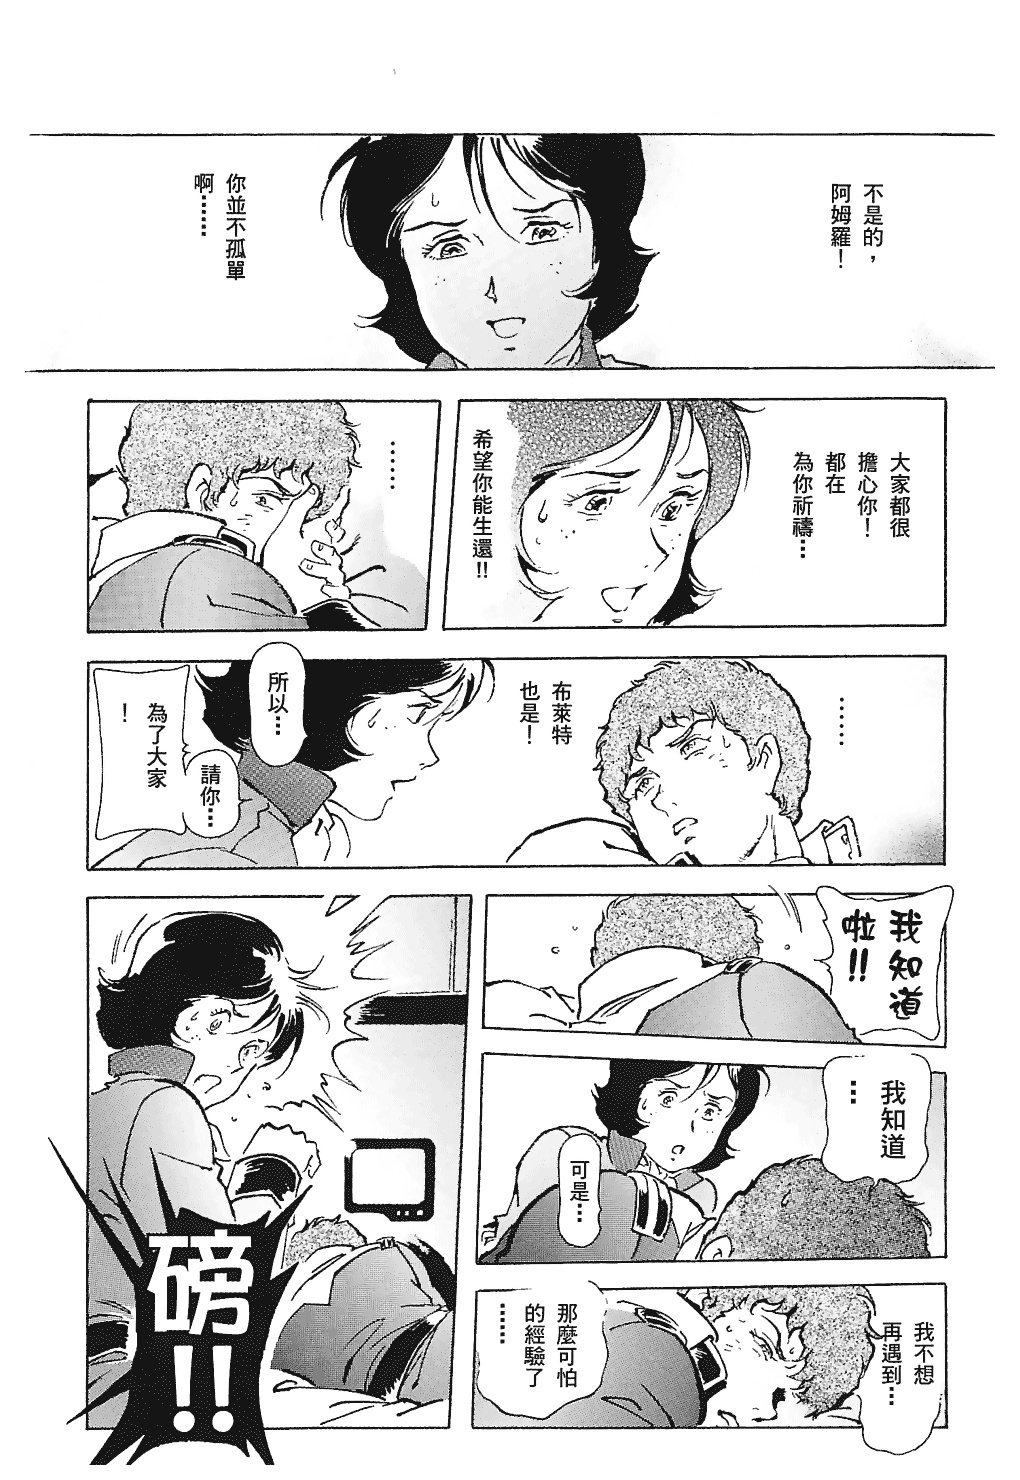 不是的，
阿姆羅！
你並不孤單
啊……
大家都很
擔心你！
都在
為你祈禱…
希望你能生還!!
……
……
布萊特
也是！
所以…
請你…
為了大家
！
我知道
啦!!
我知道
…
可是…
我不想
再遇到…
那麼可怕
的經驗了
……
磅!!